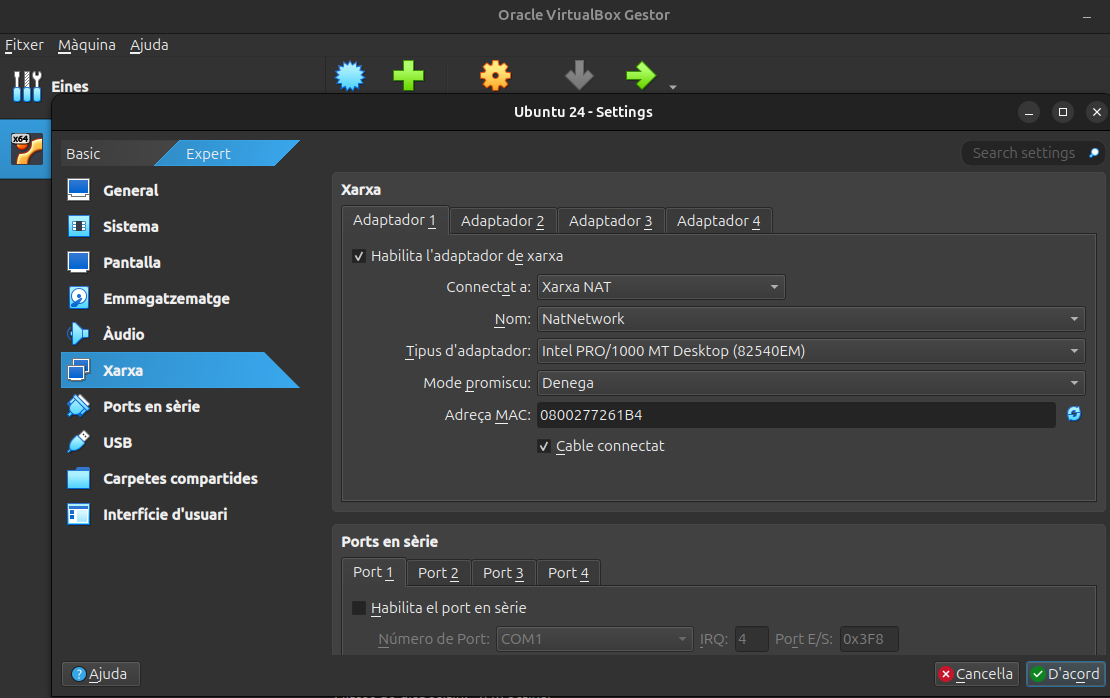 Oracle VirtualBox Gestor
Fitxer Màquina Ajuda
Eines
Ubuntu 24 - Settings
x64
Basic Expert
Search settings
General
Sistema
Pantalla
Emmagatzematge
Àudio
Xarxa
Ports en sèrie
USB
Carpetes compartides
Interfície d'usuari
Xarxa
Adaptador 1 Adaptador 2 Adaptador 3 Adaptador 4
Habilita l'adaptador de xarxa
Connectat a: Xarxa NAT
Nom: NatNetwork
Tipus d'adaptador: Intel PRO/1000 MT Desktop (82540EM)
Mode promiscu: Denega
Adreça MAC: 0800277261B4
Cable connectat
Ports en sèrie
Port 1 Port 2 Port 3 Port 4
Habilita el port en sèrie
Número de Port: COM1 IRQ: 4 Port E/S: 0x3F8
Ajuda Cancella D'acord